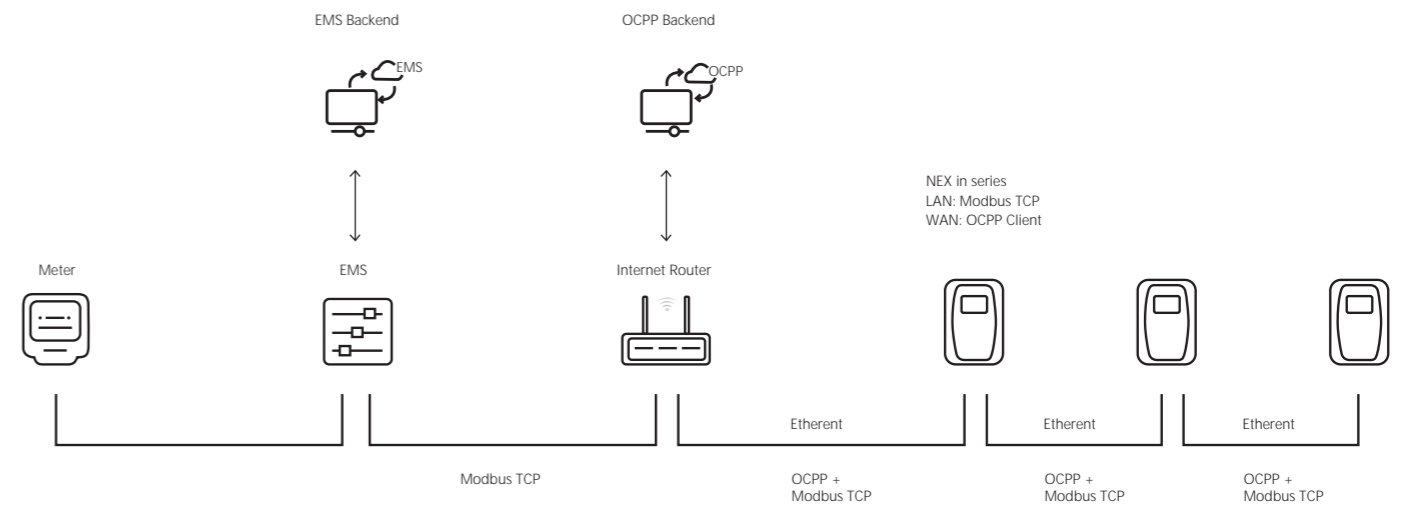 EMS Backend
OCPP Backend
EMS
OCPP
NEX in series
LAN: Modbus TCP
WAN: OCPP Client
Meter
EMS
Internet Router
Etherent
Etherent
Etherent
Modbus TCP
OCPP +
Modbus TCP
OCPP +
Modbus TCP
OCPP +
Modbus TCP